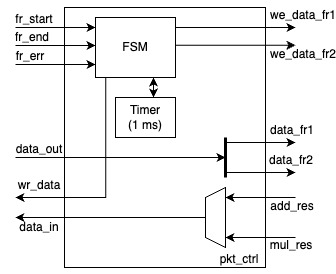 fr_start
we_data_fr1
fr_end
FSM
we_data_fr2
fr_err
Timer
(1 ms)
data_fr1
data_out
data_fr2
wr_data
add_res
data_in
mul_res
pkt_ctrl